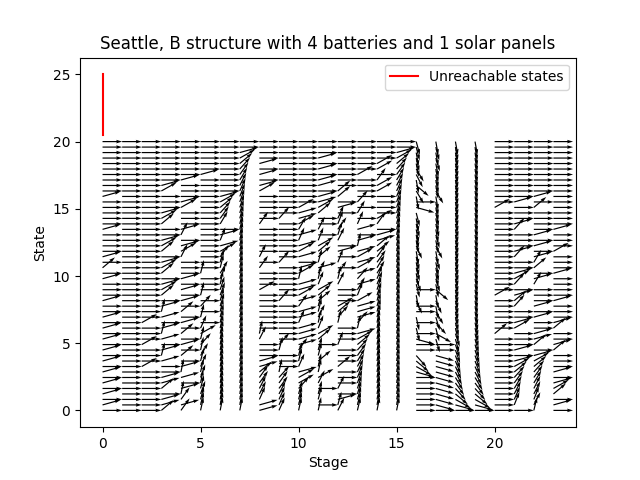 Seattle, B structure with 4 batteries and 1 solar panels
Unreachable states
25
20
15
10
5
0
State
0 5 10 15 20
Stage